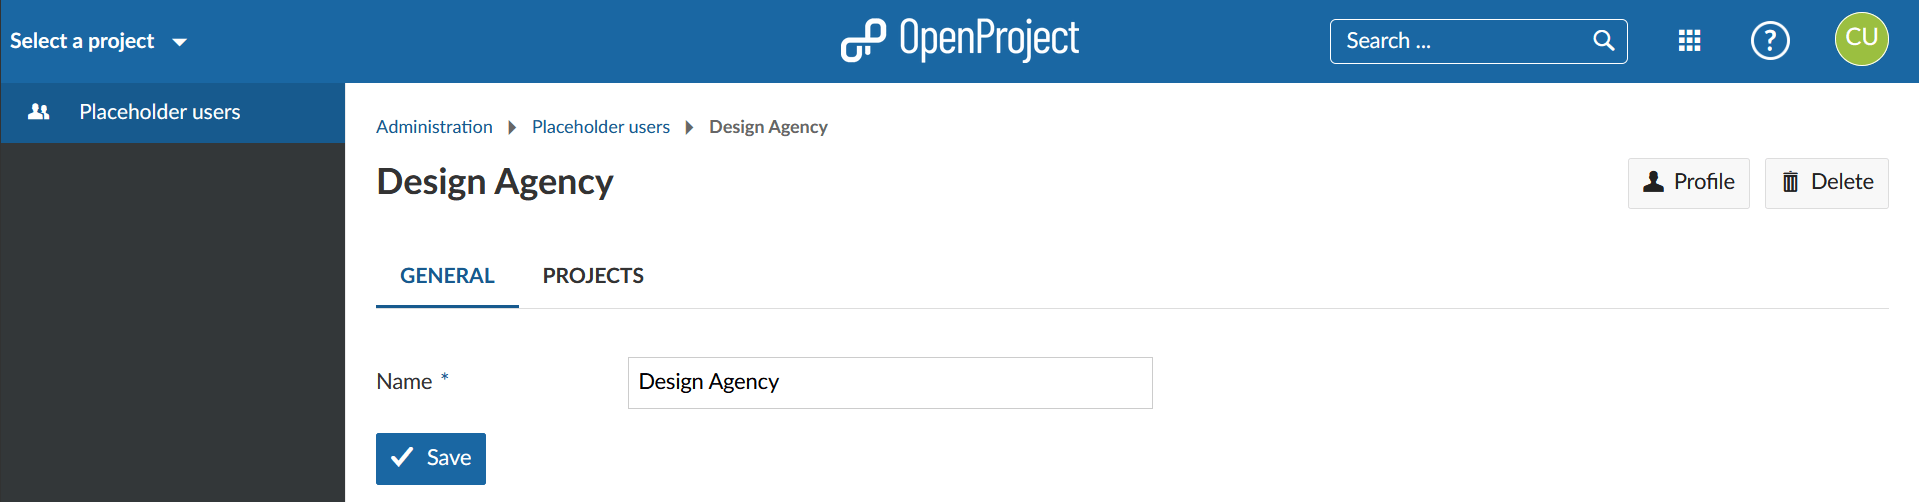 Select a project
OpenProject
Search ...
?
CU
Placeholder users
Administration Placeholder users Design Agency
Design Agency
Profile
Delete
GENERAL PROJECTS
Name * Design Agency
Save